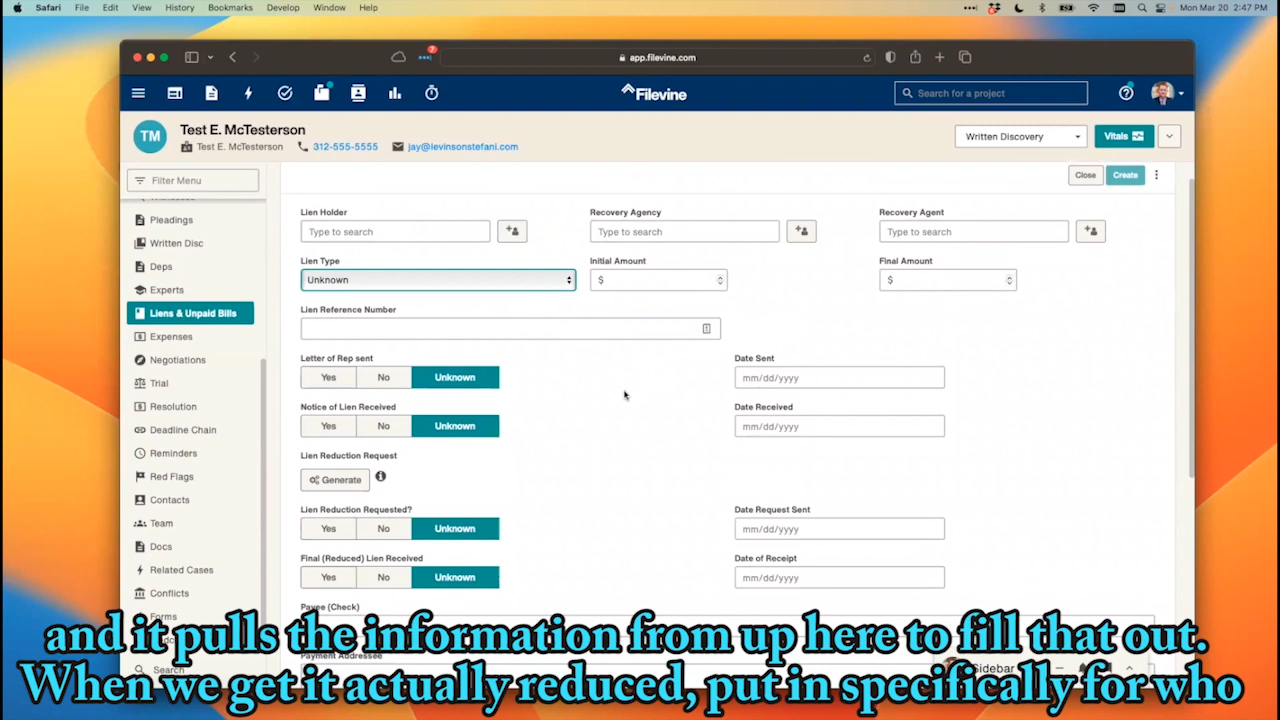 Safari File Edit View History Bookmarks Develop Window Help Mon Mar 20 2:47 PM
7
app.filevine.com
Filevine Search for a project
TM Test E. McTesterson
Test E. McTesterson 312-555-5555 jay@levinsonstefani.com
Written Discovery Vitals
Filter Menu
Close Create
Pleadings
Written Disc
Deps
Experts
Liens & Unpaid Bills
Expenses
Negotiations
Trial
Resolution
Deadline Chain
Reminders
Red Flags
Contacts
Team
Docs
Related Cases
Conflicts
Forms
Search
Lien Holder Recovery Agency Recovery Agent
Type to search Type to search Type to search
Lien Type Initial Amount Final Amount
Unknown $ $
Lien Reference Number
Letter of Rep sent Date Sent
Yes No Unknown mm/dd/yyyy
Notice of Lien Received Date Received
Yes No Unknown mm/dd/yyyy
Lien Reduction Request
Generate
Lien Reduction Requested? Date Request Sent
Yes No Unknown mm/dd/yyyy
Final (Reduced) Lien Received Date of Receipt
Yes No Unknown mm/dd/yyyy
Payee (Check)
Payment Addressee
Sidebar
and it pulls the information from up here to fill that out.
When we get it actually reduced, put in specifically for who